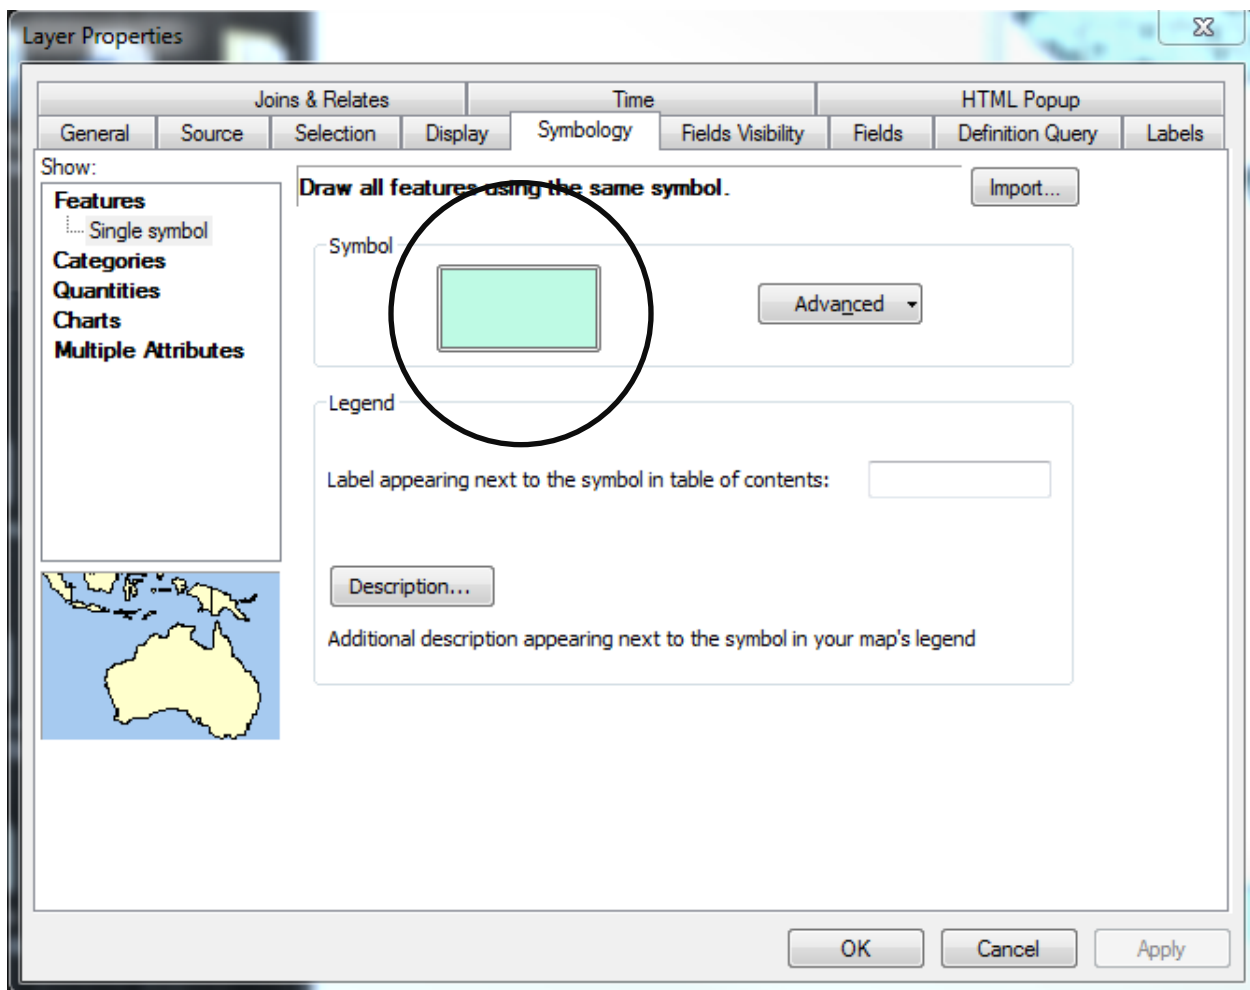 Layer Properties
Joins & Relates Time HTML Popup
General Source Selection Display Symbology Fields Visibility Fields Definition Query Labels
Show:
Features
Single symbol
Categories
Quantities
Charts
Multiple Attributes
Draw all features using the same symbol.
Import...
Symbol
Advanced
Legend
Label appearing next to the symbol in table of contents:
Description...
Additional description appearing next to the symbol in your map's legend
OK Cancel Apply